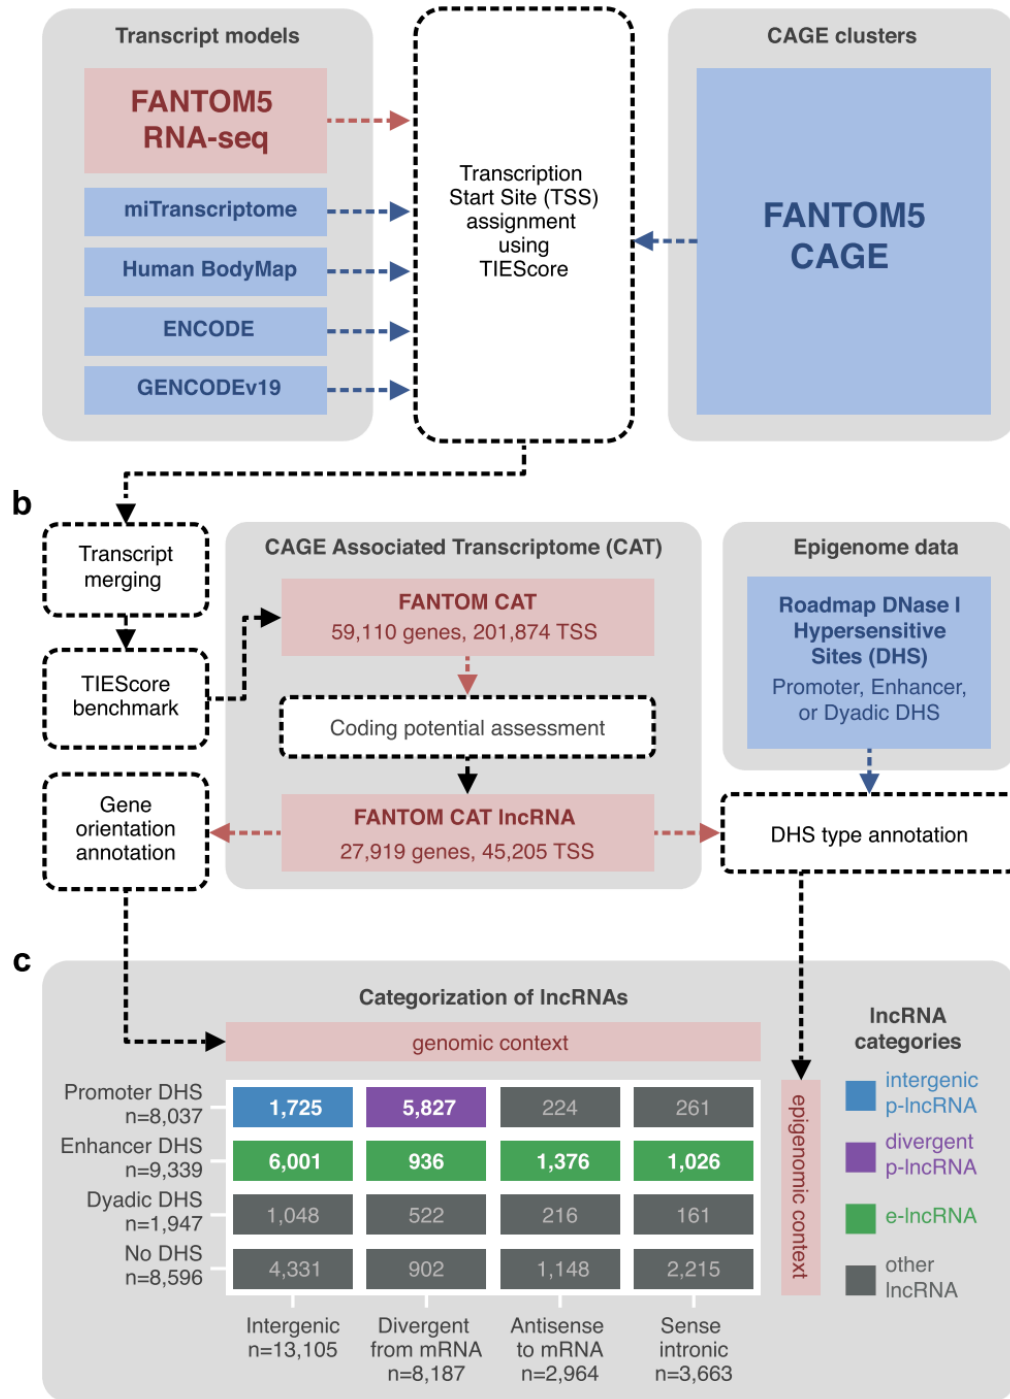 Transcript models
FANTOM5
RNA-seq
miTranscriptome
Human BodyMap
ENCODE
GENCODEv19
Transcription
Start Site (TSS)
assignment
using
TIEScore
CAGE clusters
FANTOM5
CAGE
b
Transcript
merging
TIEScore
benchmark
Gene
orientation
annotation
CAGE Associated Transcriptome (CAT)
FANTOM CAT
59,110 genes, 201,874 TSS
Coding potential assessment
FANTOM CAT lncRNA
27,919 genes, 45,205 TSS
Epigenome data
Roadmap DNase I
Hypersensitive
Sites (DHS)
Promoter, Enhancer,
or Dyadic DHS
DHS type annotation
c
Categorization of lncRNAs
genomic context
Promoter DHS
n=8,037
1,725 5,827 224 261
Enhancer DHS
n=9,339
6,001 936 1,376 1,026
Dyadic DHS
n=1,947
1,048 522 216 161
No DHS
n=8,596
4,331 902 1,148 2,215
Intergenic
n=13,105
Divergent
from mRNA
n=8,187
Antisense
to mRNA
n=2,964
Sense
intronic
n=3,663
epigenomic context
lncRNA
categories
intergenic
p-lncRNA
divergent
p-lncRNA
e-lncRNA
other
lncRNA